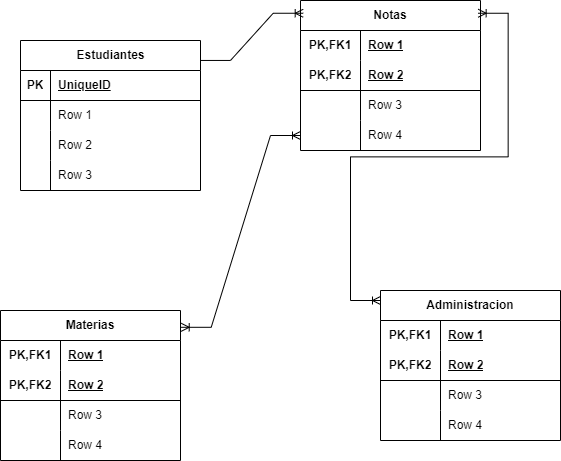 Notas
PK,FK1 Row 1
PK,FK2 Row 2
Row 3
Row 4
Estudiantes
PK UniqueID
Row 1
Row 2
Row 3
Materias
PK,FK1 Row 1
PK,FK2 Row 2
Row 3
Row 4
Administracion
PK,FK1 Row 1
PK,FK2 Row 2
Row 3
Row 4